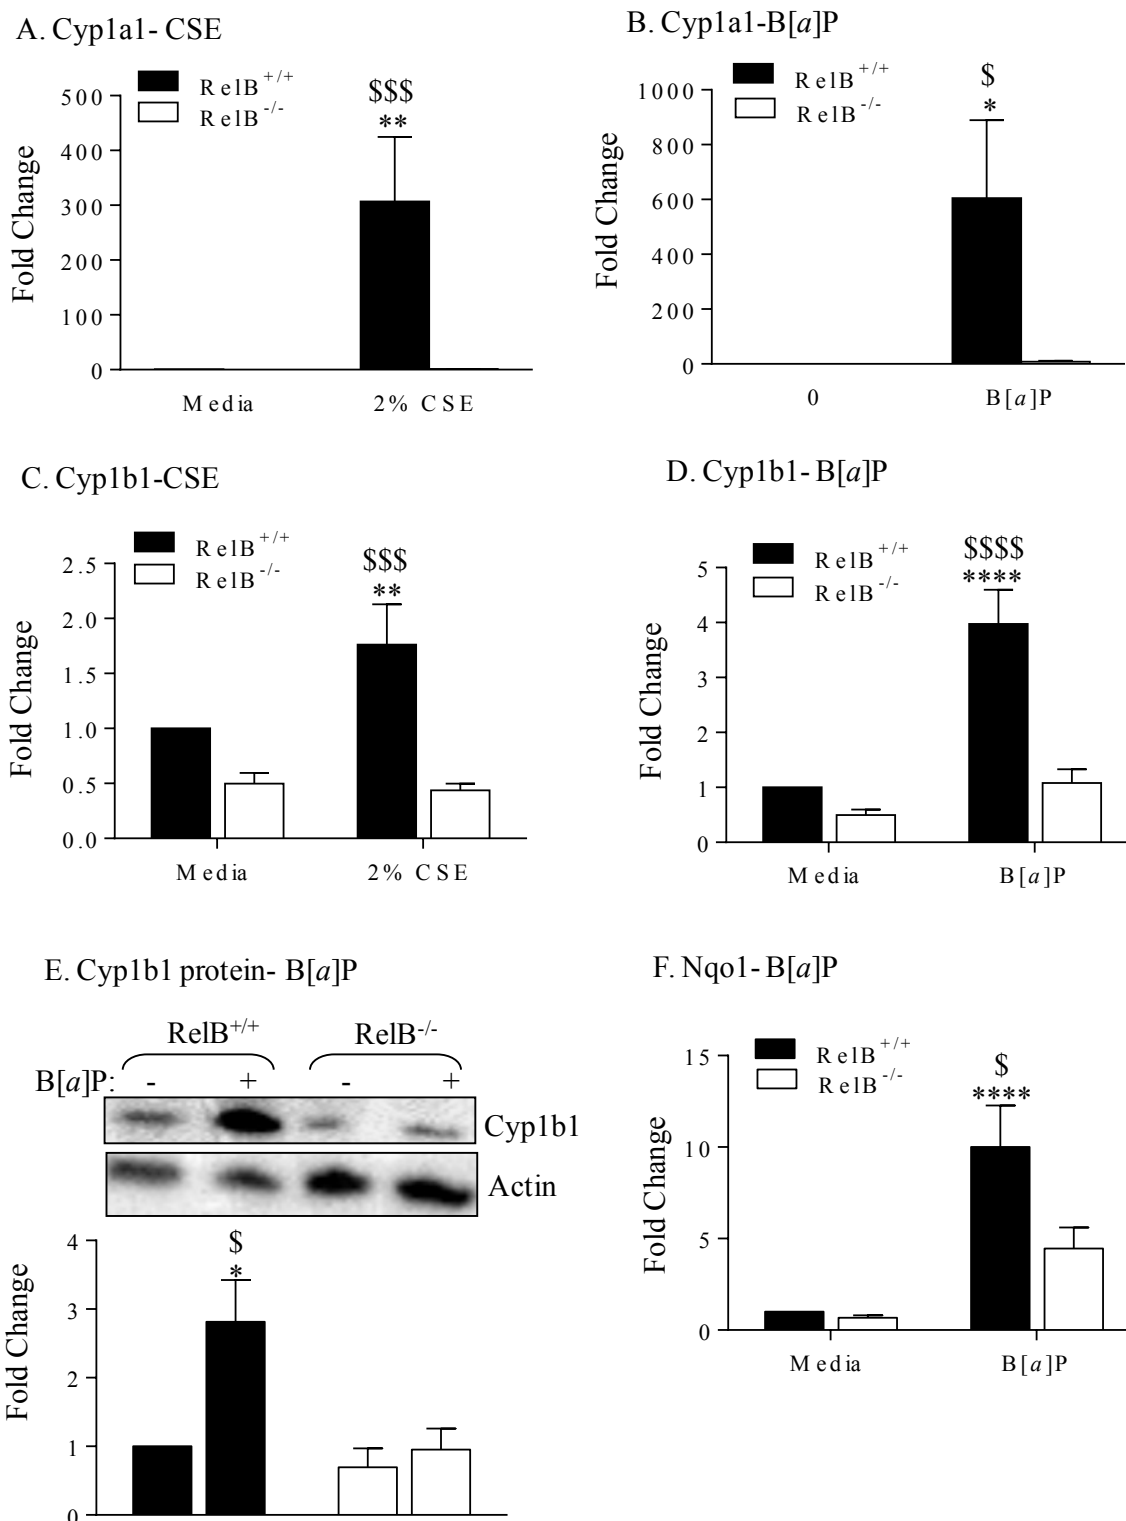 A. Cyp1a1- CSE
RelB+/+
RelB-/-
$$$
**
500
400
300
200
100
0
Fold Change
Media
2% CSE
B. Cyp1a1-B[a]P
RelB+/+
RelB-/-
$
*
1000
800
600
400
200
0
Fold Change
0
B[a]P
C. Cyp1b1-CSE
RelB+/+
RelB-/-
$$$
**
2.5
2.0
1.5
1.0
0.5
0.0
Fold Change
Media
2% CSE
D. Cyp1b1- B[a]P
RelB+/+
RelB-/-
$$$$
****
5
4
3
2
1
0
Fold Change
Media
B[a]P
E. Cyp1b1 protein- B[a]P
RelB+/+ RelB-/-
B[a]P: - + - +
Cyp1b1
Actin
$
*
4
3
2
1
0
Fold Change
F. Nqo1- B[a]P
RelB+/+
RelB-/-
$
****
15
10
5
0
Fold Change
Media
B[a]P